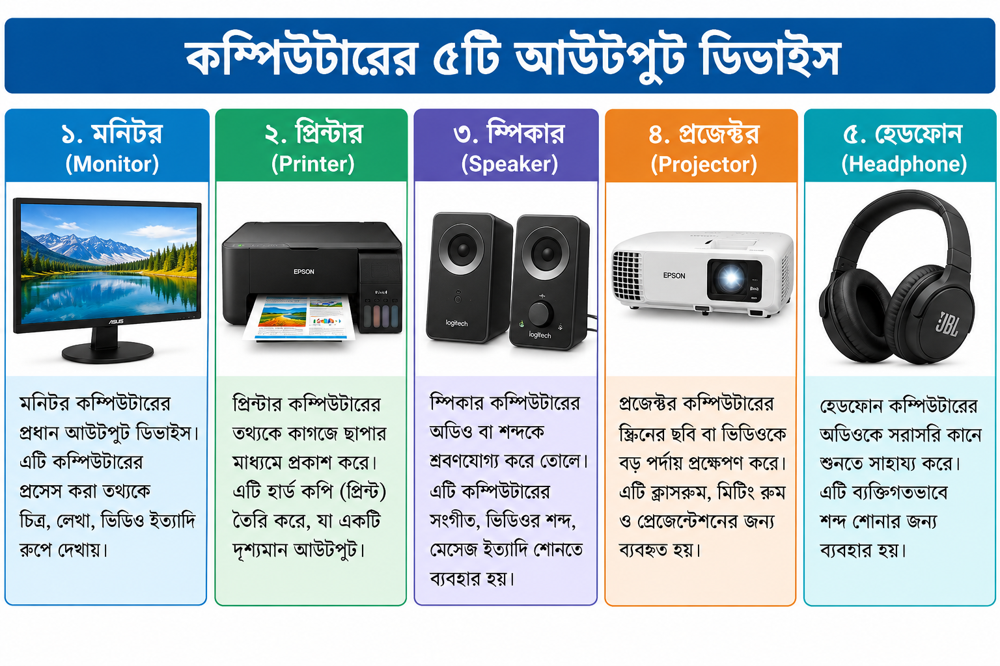 কম্পিউটারের ৫টি আউটপুট ডিভাইস
১. মনিটর
(Monitor)
ASUS
মনিটর কম্পিউটারের
প্রধান আউটপুট ডিভাইস।
এটি কম্পিউটারের
প্রসেস করা তথ্যকে
চিত্র, লেখা, ভিডিও ইত্যাদি
রুপে দেখায়।
২. প্রিন্টার
(Printer)
EPSON
প্রিন্টার কম্পিউটারের
তথ্যকে কাগজে ছাপার
মাধ্যমে প্রকাশ করে।
এটি হার্ড কপি (প্রিন্ট)
তৈরি করে, যা একটি
দৃশ্যমান আউটপুট।
৩. স্পিকার
(Speaker)
logitech
logitech
স্পিকার কম্পিউটারের
অডিও বা শব্দকে
শ্রবণযোগ্য করে তোলে।
এটি কম্পিউটারের
সংগীত, ভিডিওর শব্দ,
মেসেজ ইত্যাদি শোনতে
ব্যবহার হয়।
৪. প্রজেক্টর
(Projector)
EPSON
প্রজেক্টর কম্পিউটারের
স্ক্রিনের ছবি বা ভিডিওকে
বড় পর্দায় প্রক্ষেপণ করে।
এটি ক্লাসরুম, মিটিং রুম
ও প্রেজেন্টেশনের জন্য
ব্যবহৃত হয়।
৫. হেডফোন
(Headphone)
JBL
হেডফোন কম্পিউটারের
অডিওকে সরাসরি কানে
শুনতে সাহায্য করে।
এটি ব্যক্তিগতভাবে
শব্দ শোনার জন্য
ব্যবহার হয়।